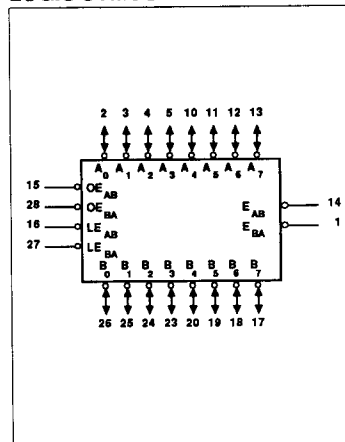 2 3 4 5 10 11 12 13
A0 A1 A2 A3 A4 A5 A6 A7
15 OEAB
28 OEBA
EAB 14
16 LEAB
EBA 1
27 LEBA
B0 B1 B2 B3 B4 B5 B6 B7
26 25 24 23 20 19 18 17